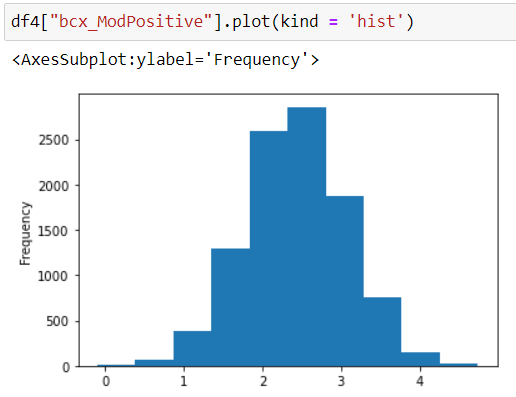 df4["bcx_ModPositive"].plot(kind = 'hist')
<AxesSubplot:ylabel='Frequency'>
2500
2000
1500
1000
500
0
Frequency
0 1 2 3 4